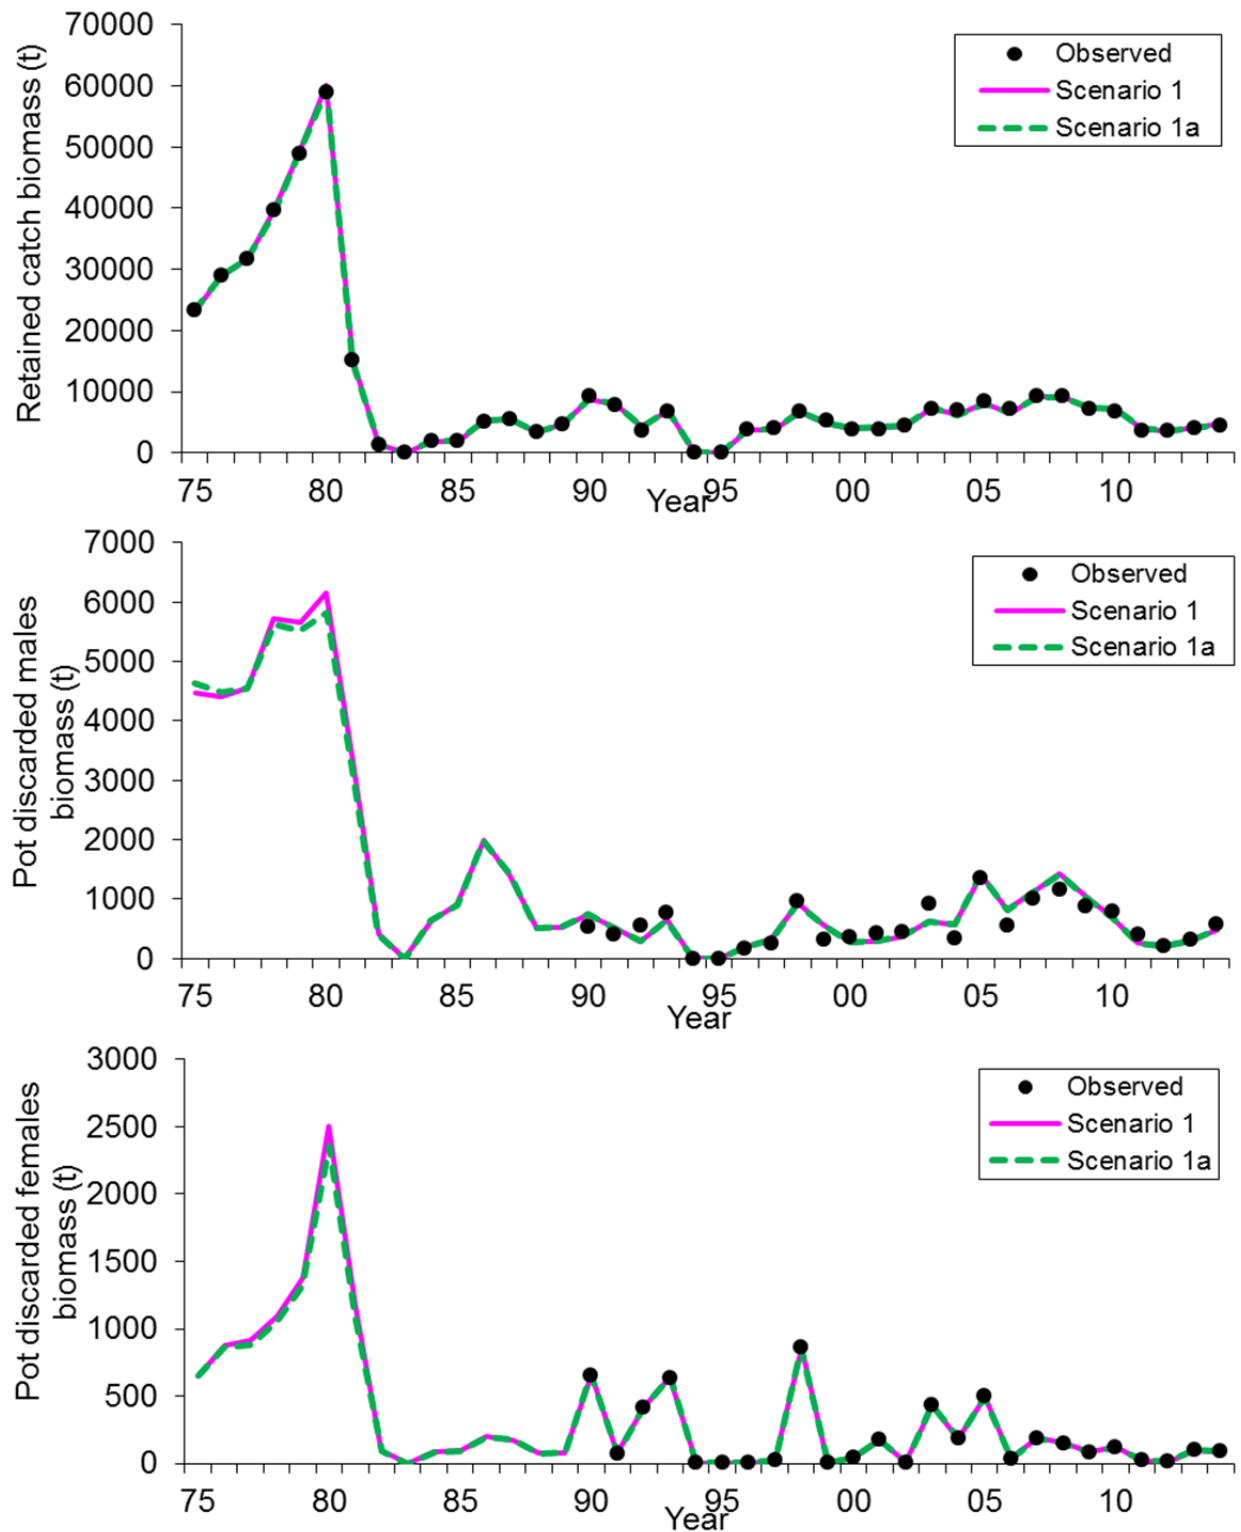 Retained catch biomass (t)
70000
60000
50000
40000
30000
20000
10000
0
Observed
Scenario 1
Scenario 1a
75 80 85 90 95 00 05 10
Year
Pot discarded males
biomass (t)
7000
6000
5000
4000
3000
2000
1000
0
Observed
Scenario 1
Scenario 1a
75 80 85 90 95 00 05 10
Year
Pot discarded females
biomass (t)
3000
2500
2000
1500
1000
500
0
Observed
Scenario 1
Scenario 1a
75 80 85 90 95 00 05 10
Year